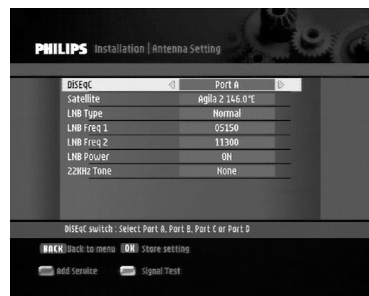 PHILIPS Installation | Antenna Setting
DiSEqC Port A
Satellite Agila 2 146.0°E
LNB Type Normal
LNB Freq 1 05150
LNB Freq 2 11300
LNB Power ON
22KHz Tone None
DiSEqC switch : Select Port A, Port B, Port C or Port D
BACK Back to menu OK Store setting
Add Service Signal Test